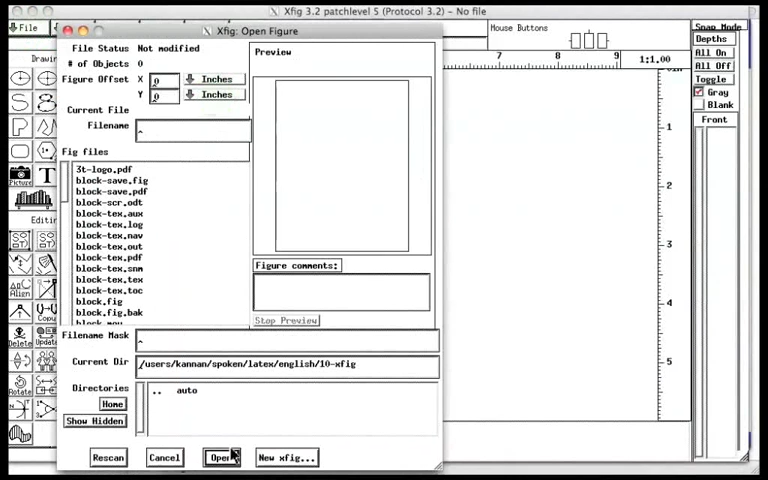 Xfig 3.2 patchlevel 5 (Protocol 3.2) - No file
File
Xfig: Open Figure
Mouse Buttons
Snap Mode
File Status Not modified
# of Objects 0
Figure Offset X 0 Inches
Y 0 Inches
Current File
Filename
Preview
7 8 9 1:1.00
Depths
All On
All Off
Toggle
Gray
Blank
Front
1
2
3
4
5
Fig files
3t-logo.pdf
block-save.fig
block-save.pdf
block-scr.odt
block-tex.aux
block-tex.log
block-tex.nav
block-tex.out
block-tex.pdf
block-tex.snm
block-tex.tex
block-tex.toc
block.fig
block.fig.bak
Figure comments:
Stop Preview
Filename Mask
Current Dir /users/kannan/spoken/latex/english/10-xfig
Directories .. auto
Home
Show Hidden
Rescan Cancel Open New xfig...
Picture
T
Align
Copy
Delete
Rotate